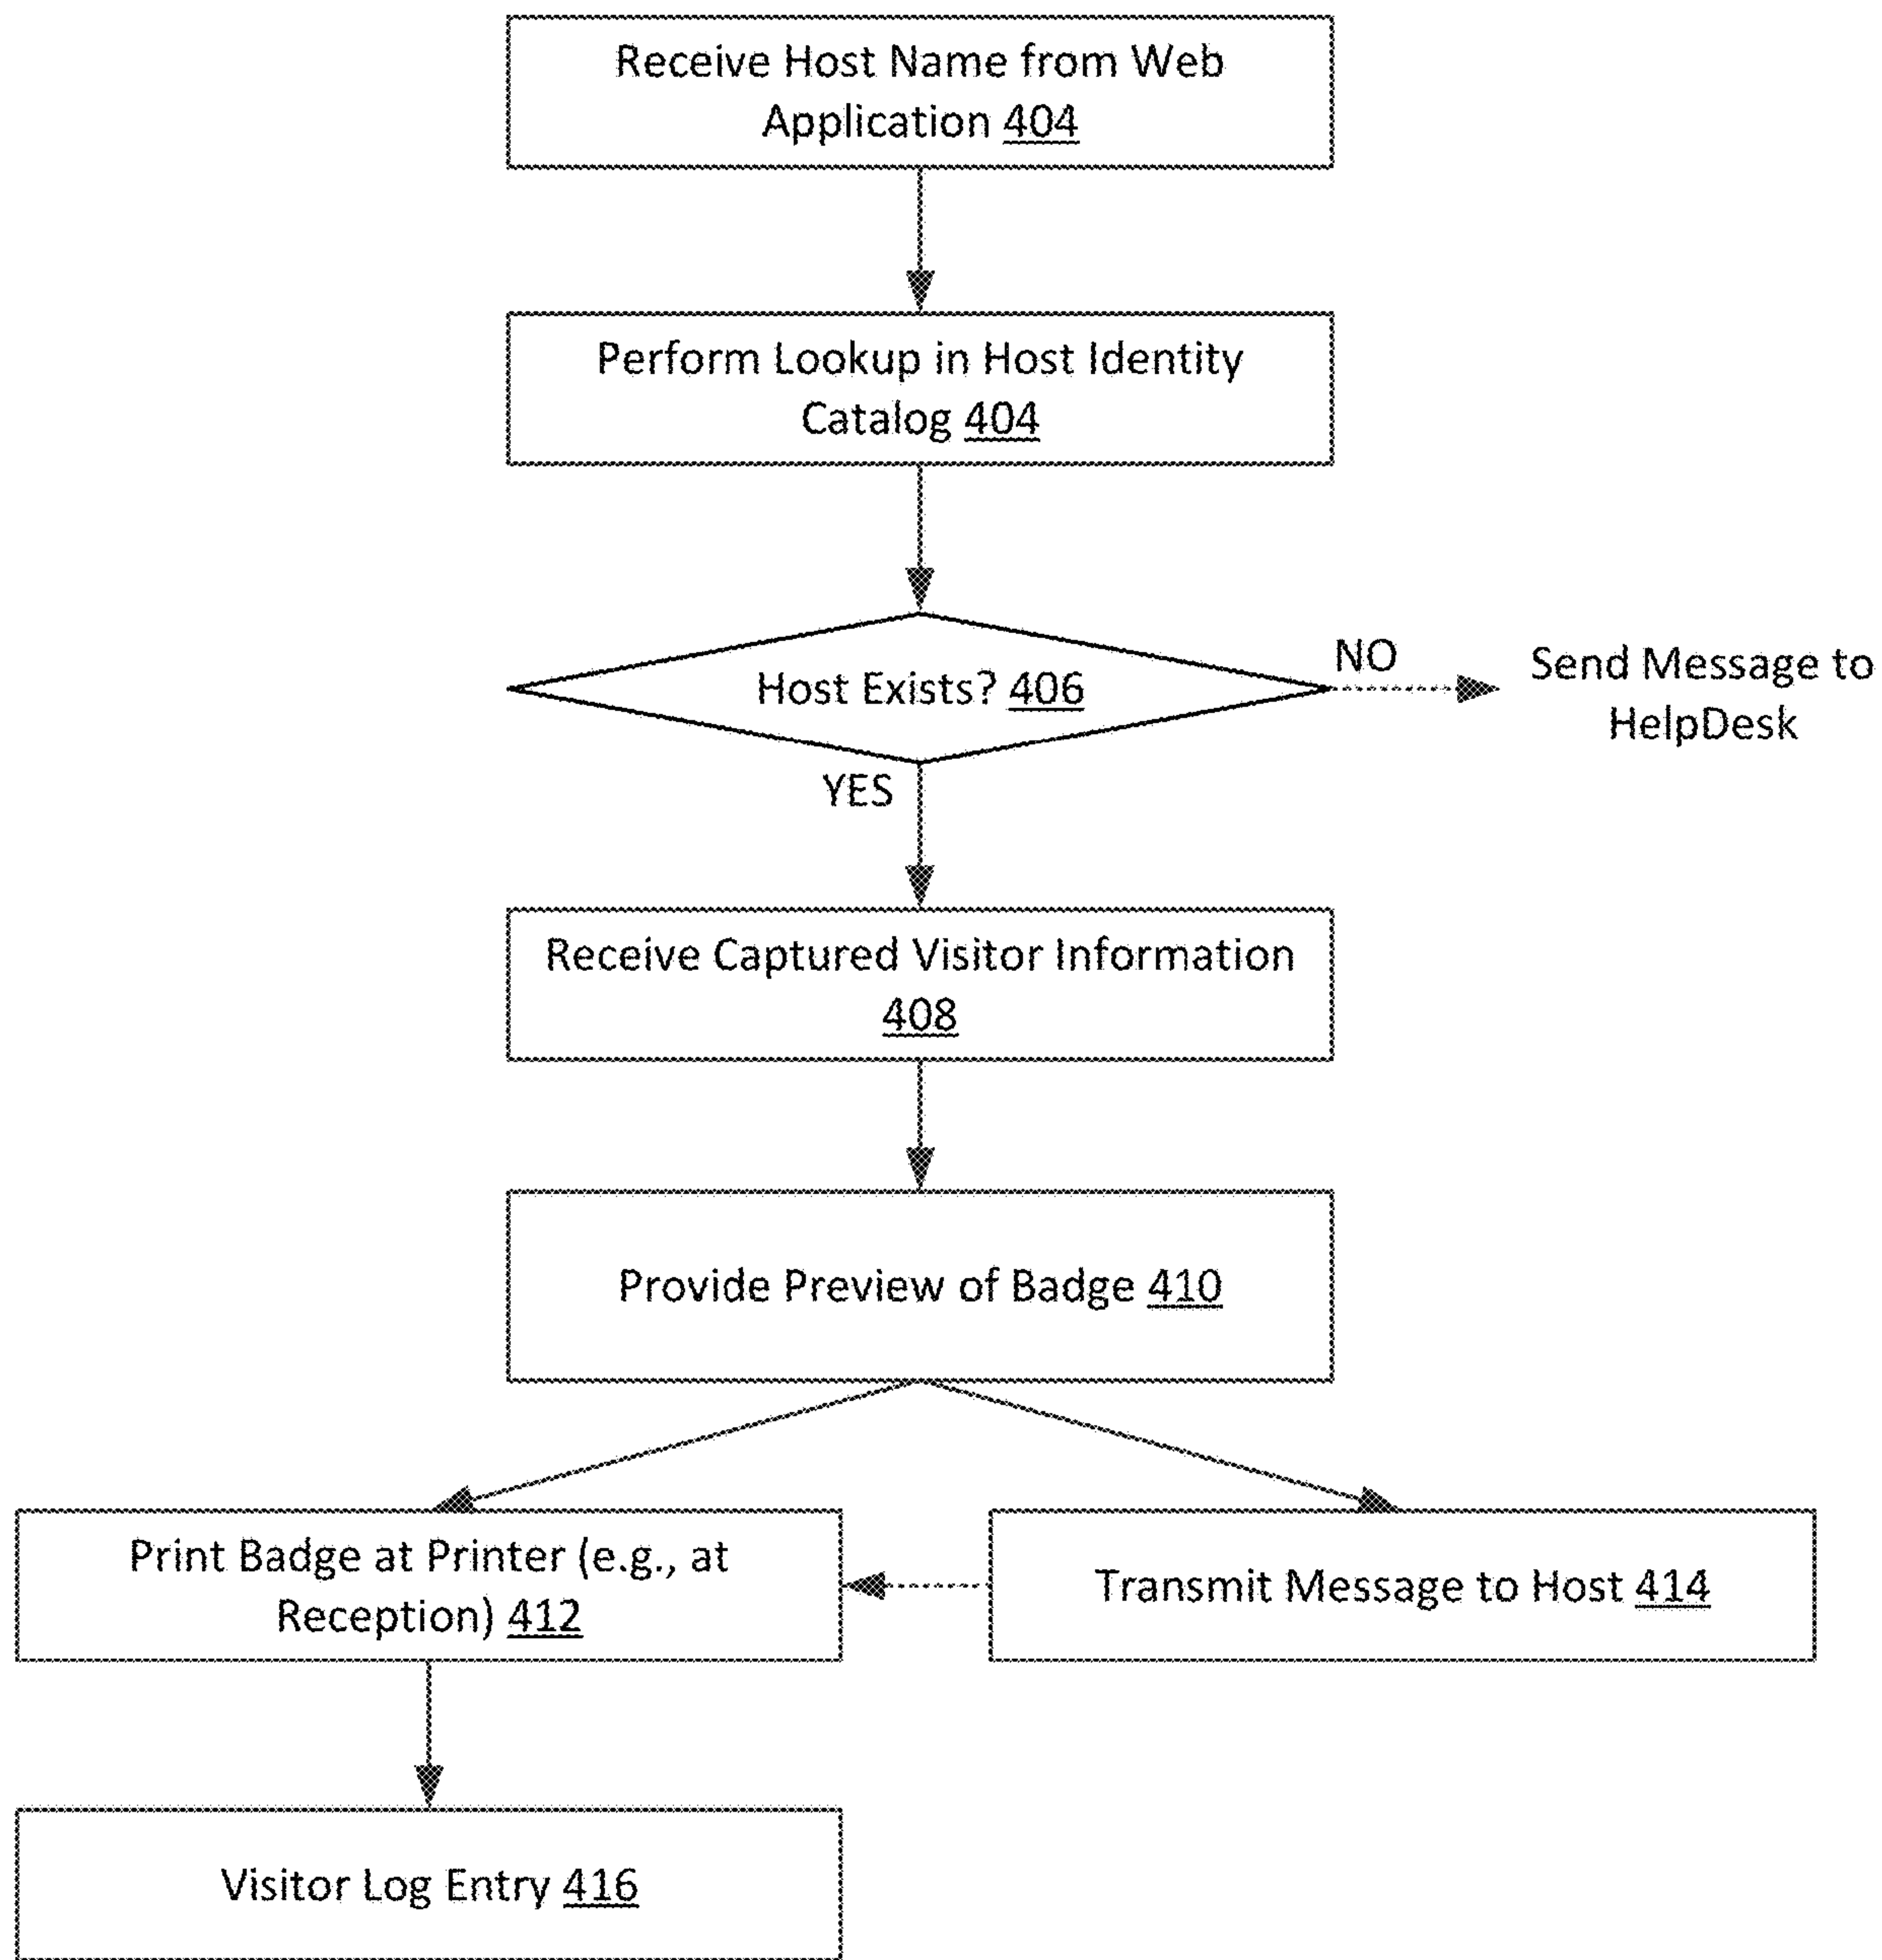 Receive Host Name from Web
Application 404
Perform Lookup in Host Identity
Catalog 404
Host Exists? 406
NO
Send Message to
HelpDesk
YES
Receive Captured Visitor Information
408
Provide Preview of Badge 410
Print Badge at Printer (e.g., at
Reception) 412
Transmit Message to Host 414
Visitor Log Entry 416